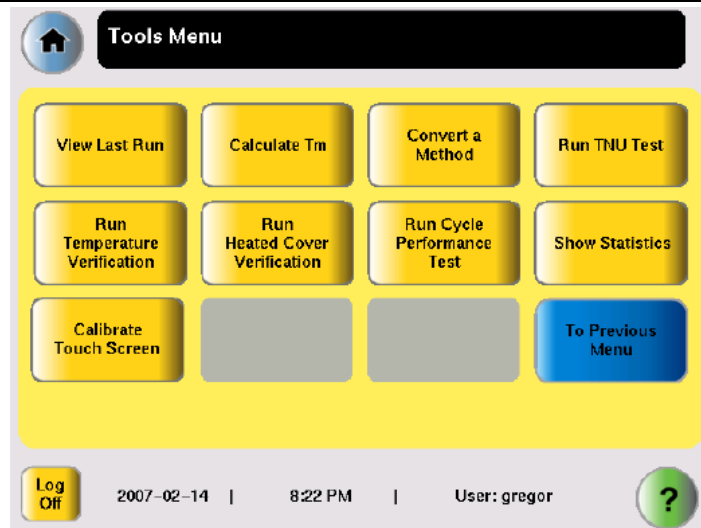 Tools Menu
View Last Run
Calculate Tm
Convert a
Method
Run TNU Test
Run
Temperature
Verification
Run
Heated Cover
Verification
Run Cycle
Performance
Test
Show Statistics
Calibrate
Touch Screen
To Previous
Menu
Log
Off
2007-02-14 | 8:22 PM | User: gregor
?